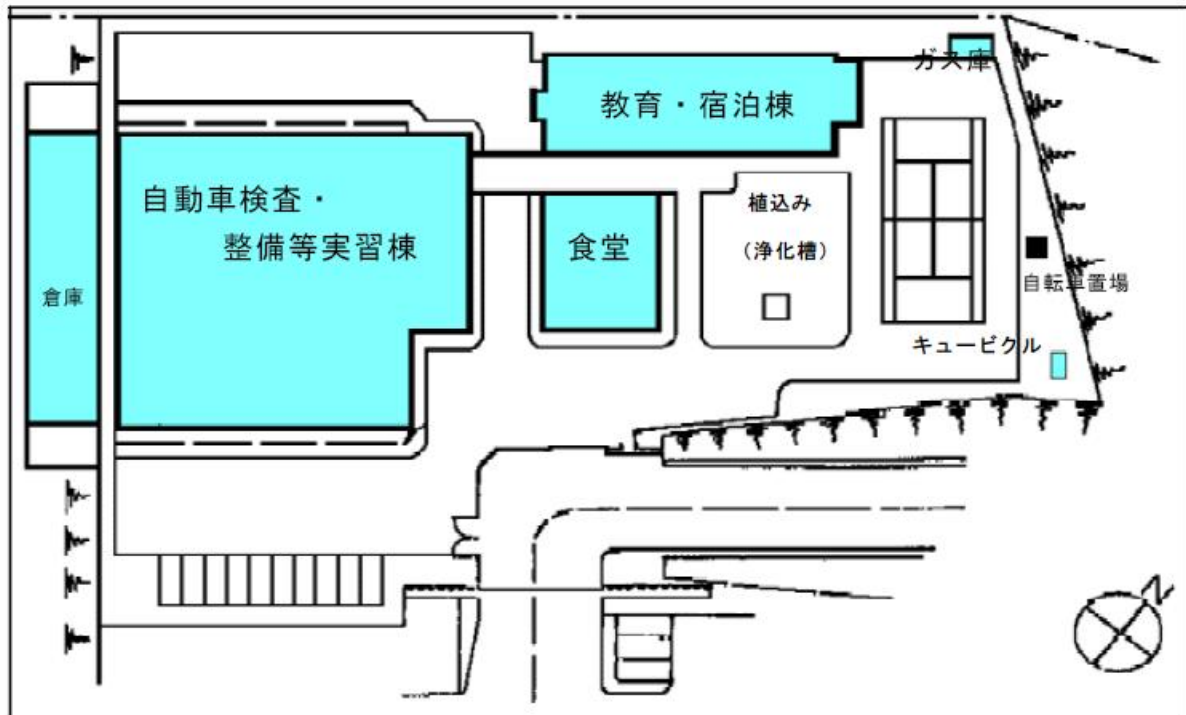 ガス庫
教育・宿泊棟
自動車検査・
整備等実習棟
食堂
植込み
（浄化槽）
倉庫
自転車置場
キュービクル
N